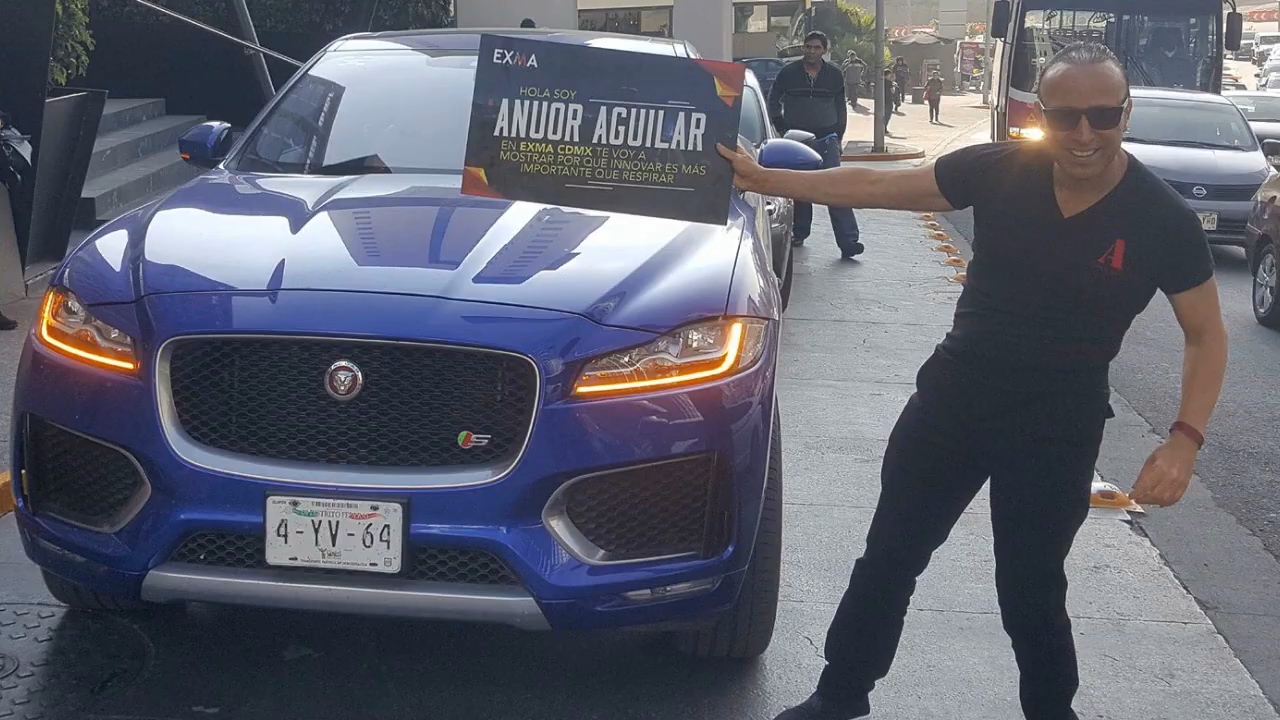 EXMA
HOLA SOY
ANUOR AGUILAR
EN EXMA CDMX TE VOY A
MOSTRAR POR QUE INNOVAR ES MÁS
IMPORTANTE QUE RESPIRAR
A
S
4-YV-64